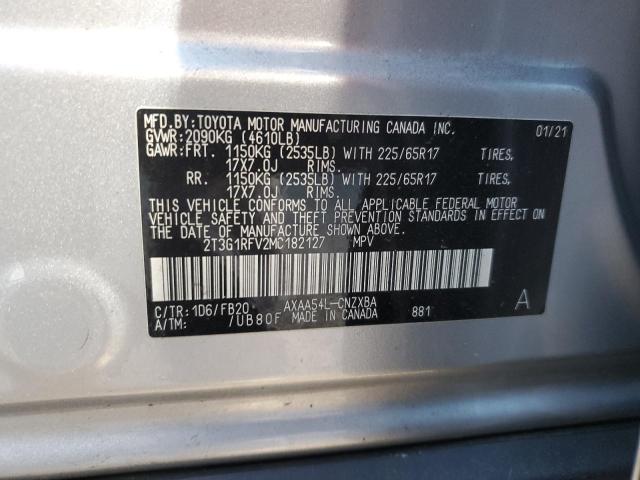 MFD.BY:TOYOTA MOTOR MANUFACTURING CANADA INC. 01/21
GVWR:2090KG (4610LB)
GAWR:FRT. 1150KG (2535LB) WITH 225/65R17 TIRES.
17X7.0J RIMS.
RR. 1150KG (2535LB) WITH 225/65R17 TIRES.
17X7.0J RIMS.
THIS VEHICLE CONFORMS TO ALL APPLICABLE FEDERAL MOTOR
VEHICLE SAFETY AND THEFT PREVENTION STANDARDS IN EFFECT ON
THE DATE OF MANUFACTURE SHOWN ABOVE.
2T3G1RFV2MC182127 MPV
C/TR:1D6/FB20 AXAA54L-CNZXBA A
A/TM: /UB80F MADE IN CANADA 881